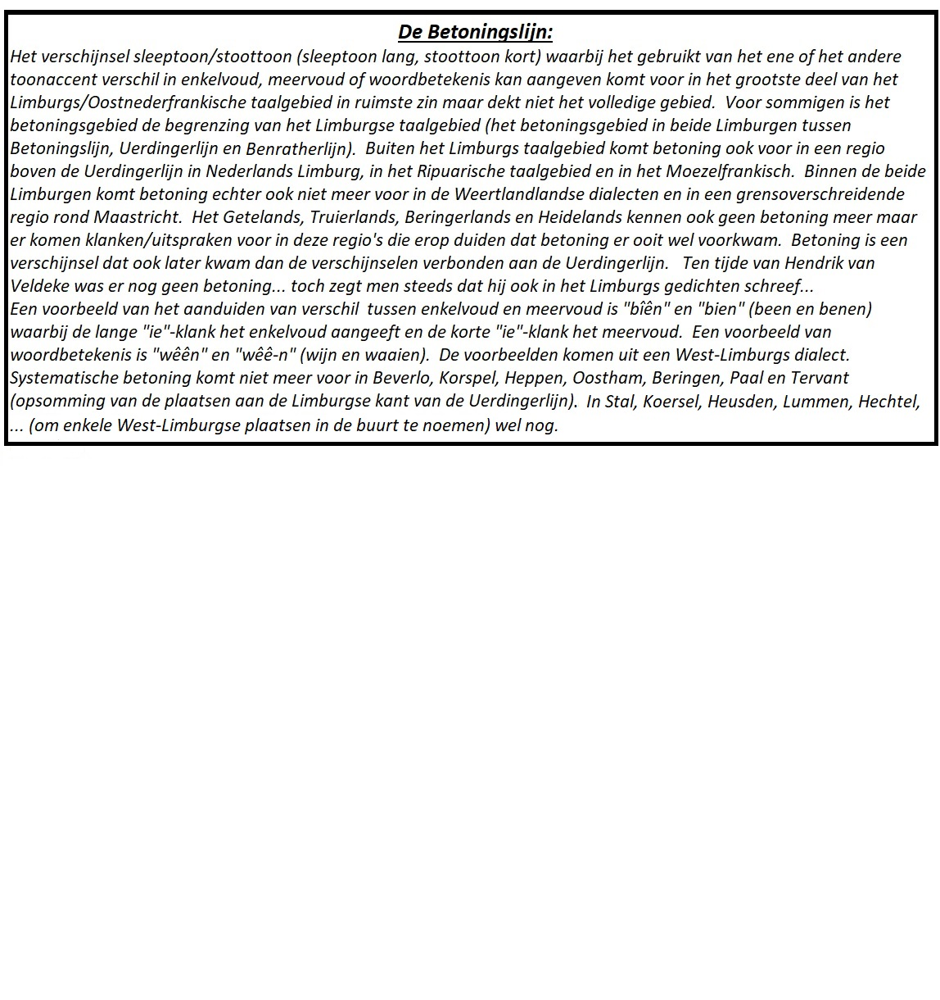 De Betoningslijn:
Het verschijnsel sleeptoon/stoottoon (sleeptoon lang, stoottoon kort) waarbij het gebruikt van het ene of het andere
toonaccent verschil in enkelvoud, meervoud of woordbetekenis kan aangeven komt voor in het grootste deel van het
Limburgs/Oostnederfrankische taalgebied in ruimste zin maar dekt niet het volledige gebied.  Voor sommigen is het
betoningsgebied de begrenzing van het Limburgse taalgebied (het betoningsgebied in beide Limburgen tussen
Betoningslijn, Uerdingerlijn en Benratherlijn).  Buiten het Limburgs taalgebied komt betoning ook voor in een regio
boven de Uerdingerlijn in Nederlands Limburg, in het Ripuarische taalgebied en in het Moezelfrankisch.  Binnen de beide
Limburgen komt betoning echter ook niet meer voor in de Weertlandlandse dialecten en in een grensoverschreidende
regio rond Maastricht.  Het Getelands, Truierlands, Beringerlands en Heidelands kennen ook geen betoning meer maar
er komen klanken/uitspraken voor in deze regio's die erop duiden dat betoning er ooit wel voorkwam.  Betoning is een
verschijnsel dat ook later kwam dan de verschijnselen verbonden aan de Uerdingerlijn.   Ten tijde van Hendrik van
Veldeke was er nog geen betoning... toch zegt men steeds dat hij ook in het Limburgs gedichten schreef...
Een voorbeeld van het aanduiden van verschil  tussen enkelvoud en meervoud is "bîên" en "bien" (been en benen)
waarbij de lange "ie"-klank het enkelvoud aangeeft en de korte "ie"-klank het meervoud.  Een voorbeeld van
woordbetekenis is "wêên" en "wêê-n" (wijn en waaien).  De voorbeelden komen uit een West-Limburgs dialect.
Systematische betoning komt niet meer voor in Beverlo, Korspel, Heppen, Oostham, Beringen, Paal en Tervant
(opsomming van de plaatsen aan de Limburgse kant van de Uerdingerlijn).  In Stal, Koersel, Heusden, Lummen, Hechtel,
... (om enkele West-Limburgse plaatsen in de buurt te noemen) wel nog.